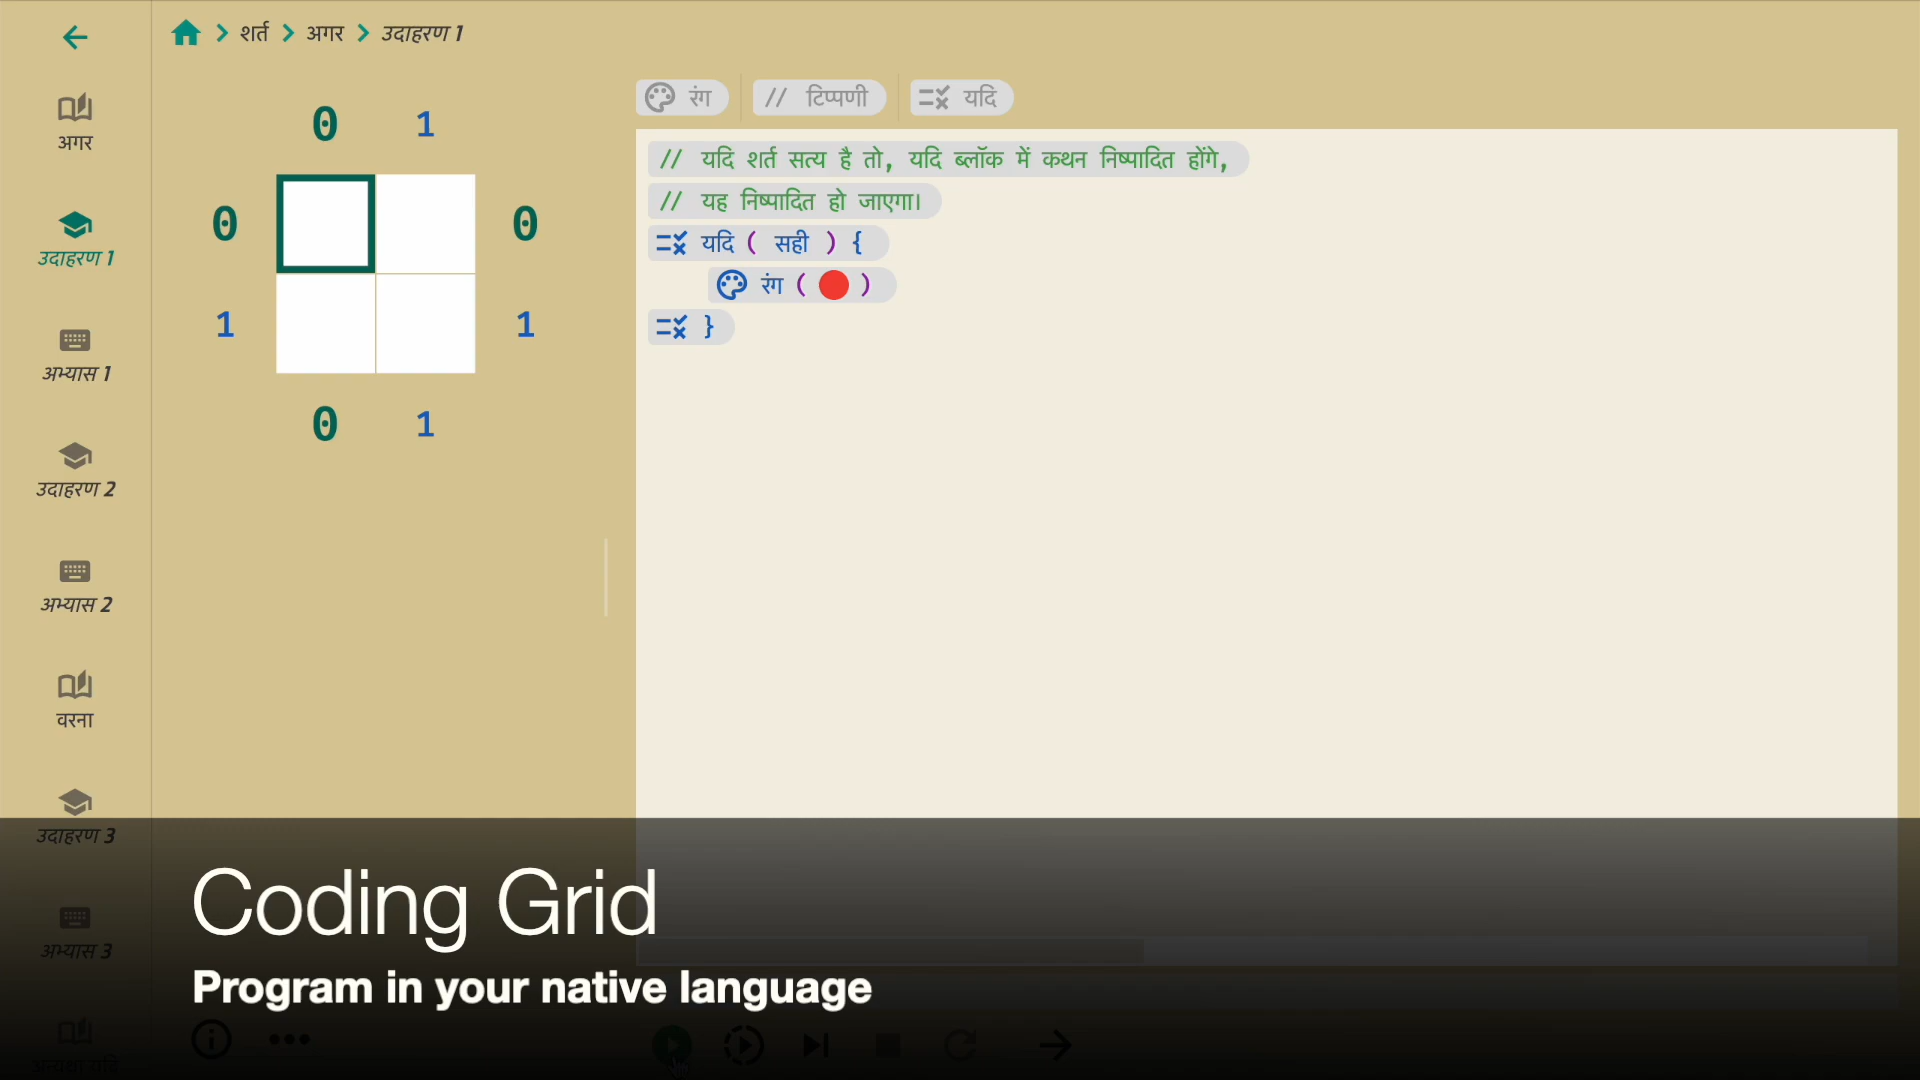 शर्त अगर उदाहरण 1
अगर
उदाहरण 1
अभ्यास 1
उदाहरण 2
अभ्यास 2
वरना
उदाहरण 3
अभ्यास 3
0 1
0 0
1 1
0 1
रंग // टिप्पणी यदि
// यदि शर्त सत्य है तो, यदि ब्लॉक में कथन निष्पादित होंगे,
// यह निष्पादित हो जाएगा।
यदि ( सही ) {
रंग ( )
}
Coding Grid
Program in your native language